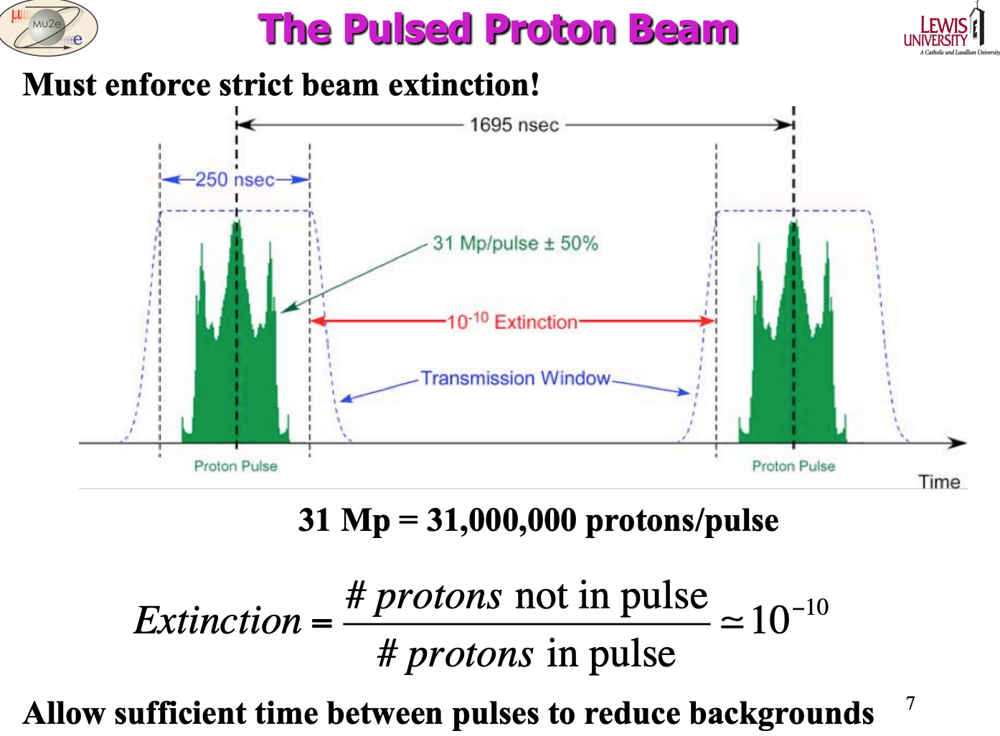 μμ
MU2e
e
The Pulsed Proton Beam
LEWIS
UNIVERSITY
A Catholic and Lasallian University
Must enforce strict beam extinction!
1695 nsec
250 nsec
31 Mp/pulse ± 50%
10⁻¹⁰ Extinction
Transmission Window
Proton Pulse
Proton Pulse
Time
31 Mp = 31,000,000 protons/pulse
Extinction = # protons not in pulse / # protons in pulse ≃ 10⁻¹⁰
Allow sufficient time between pulses to reduce backgrounds
7